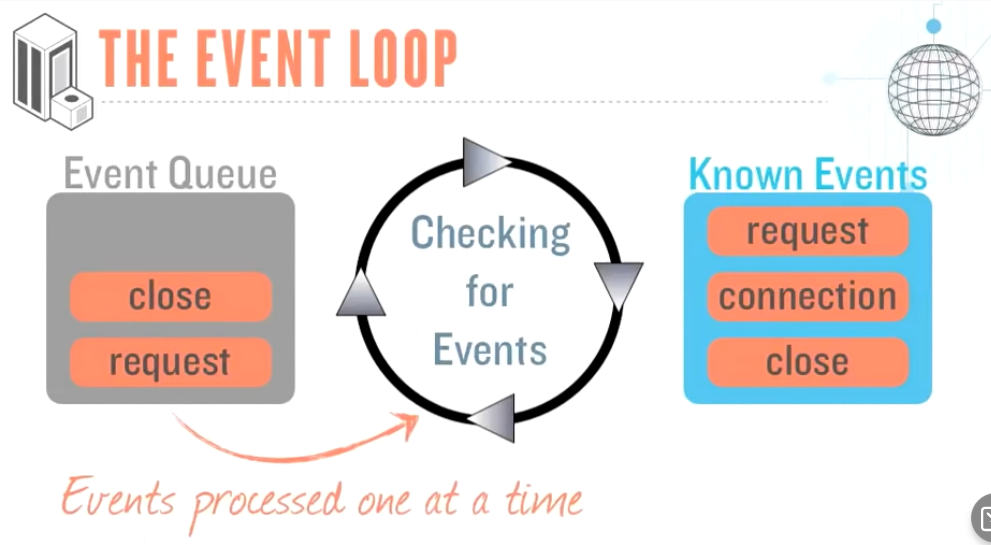 THE EVENT LOOP
Event Queue
close
request
Checking
for
Events
Known Events
request
connection
close
Events processed one at a time